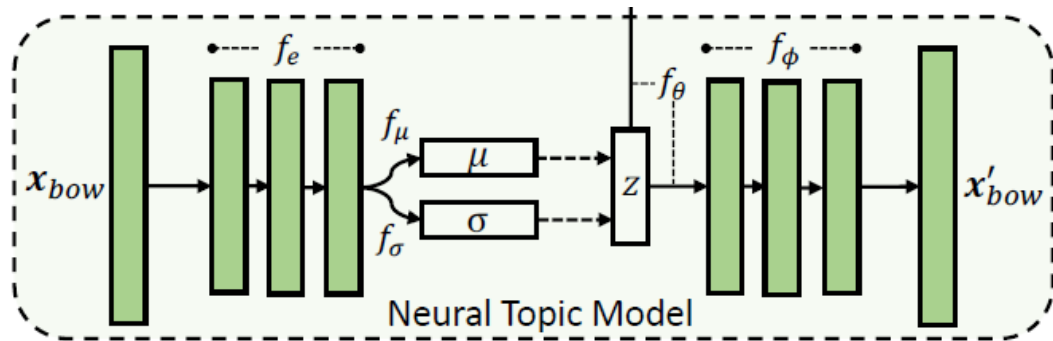 f_e
f_ϕ
f_θ
f_μ
μ
x_bow
z
x'_bow
σ
f_σ
Neural Topic Model